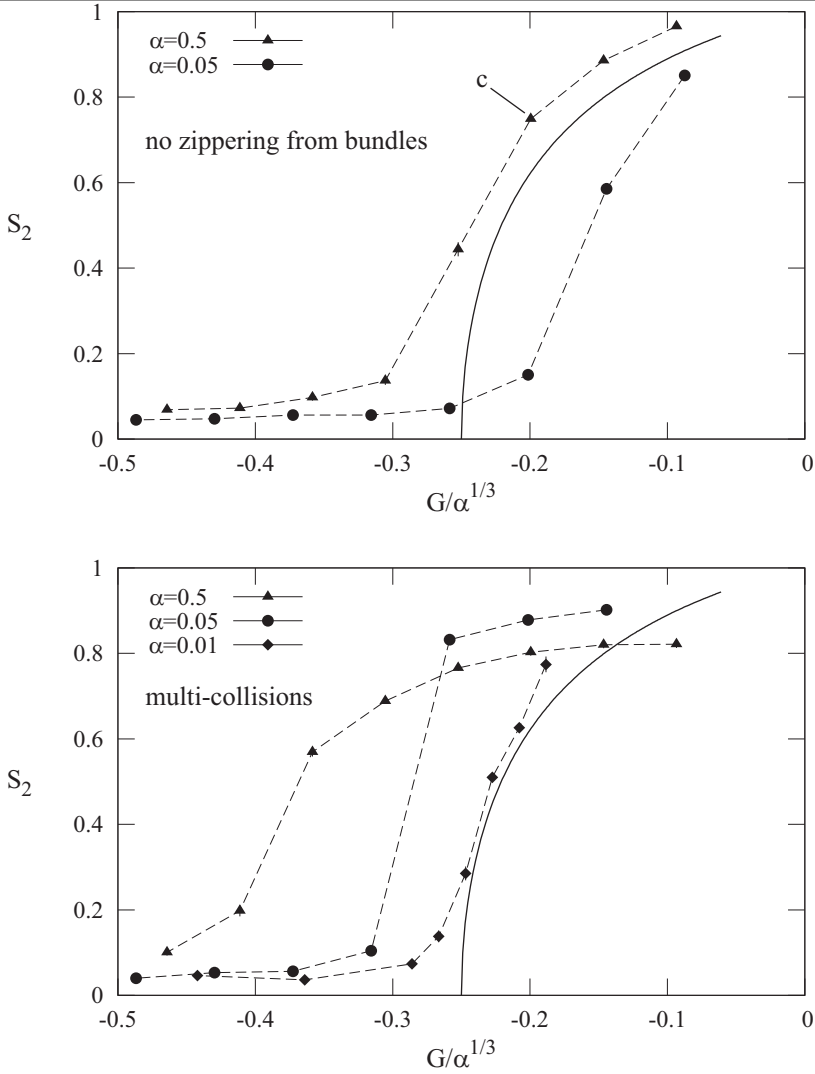 1
α=0.5
α=0.05
0.8
c
no zippering from bundles
0.6
S2
0.4
0.2
0
-0.5 -0.4 -0.3 -0.2 -0.1 0
G/α^1/3
1
α=0.5
α=0.05
α=0.01
0.8
multi-collisions
0.6
S2
0.4
0.2
0
-0.5 -0.4 -0.3 -0.2 -0.1 0
G/α^1/3